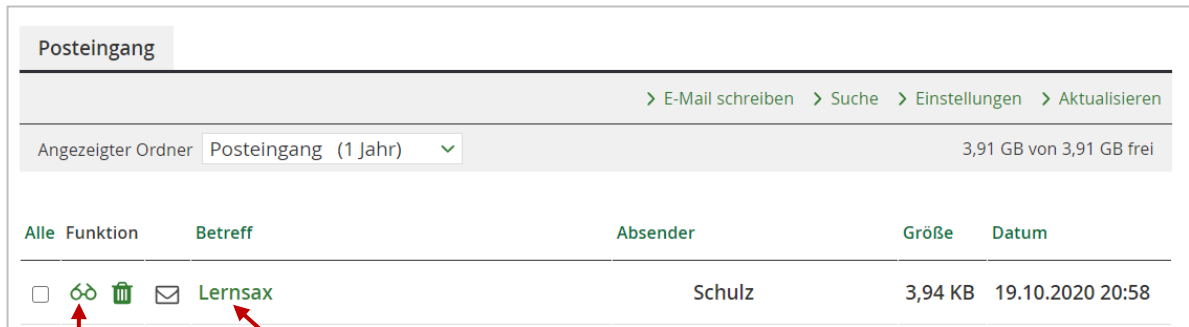 Posteingang
> E-Mail schreiben > Suche > Einstellungen > Aktualisieren
Angezeigter Ordner Posteingang (1 Jahr) 3,91 GB von 3,91 GB frei
Alle Funktion Betreff Absender Größe Datum
Lernsax Schulz 3,94 KB 19.10.2020 20:58